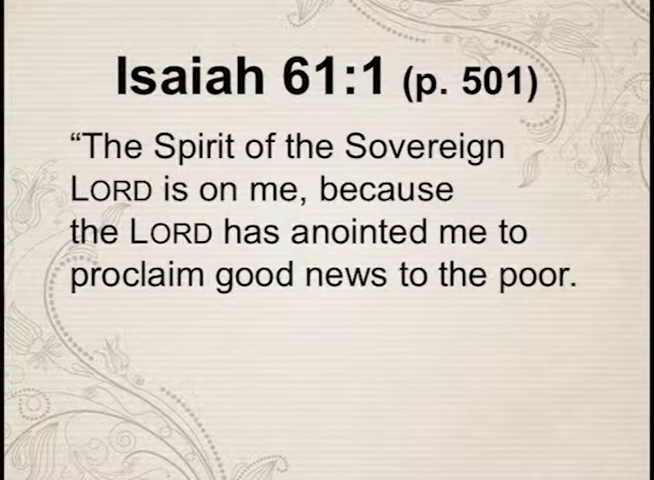 Isaiah 61:1 (p. 501)
“The Spirit of the Sovereign
LORD is on me, because
the LORD has anointed me to
proclaim good news to the poor.